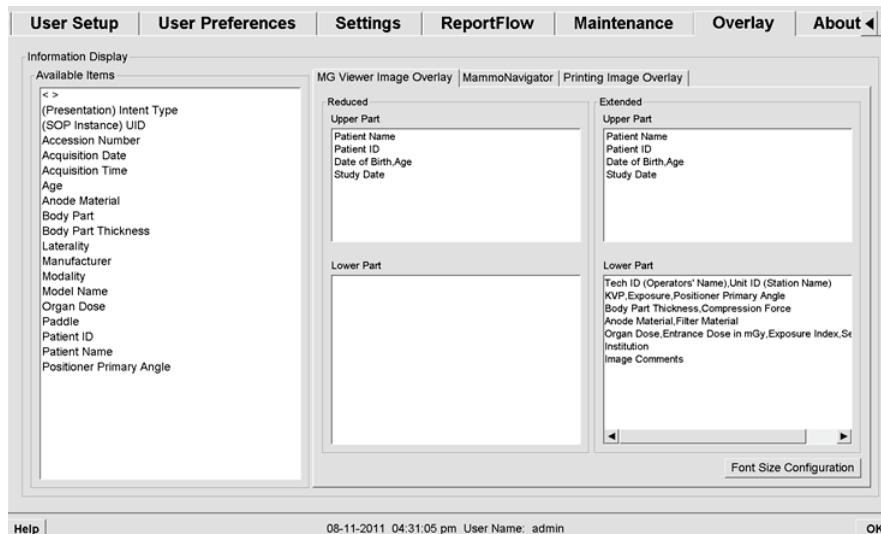 User Setup User Preferences Settings ReportFlow Maintenance Overlay About
Information Display
Available Items
< >
(Presentation) Intent Type
(SOP Instance) UID
Accession Number
Acquisition Date
Acquisition Time
Age
Anode Material
Body Part
Body Part Thickness
Laterality
Manufacturer
Modality
Model Name
Organ Dose
Paddle
Patient ID
Patient Name
Positioner Primary Angle
MG Viewer Image Overlay MammoNavigator Printing Image Overlay
Reduced
Upper Part
Patient Name
Patient ID
Date of Birth,Age
Study Date
Lower Part
Extended
Upper Part
Patient Name
Patient ID
Date of Birth,Age
Study Date
Lower Part
Tech ID (Operators' Name),Unit ID (Station Name)
KVP,Exposure,Positioner Primary Angle
Body Part Thickness,Compression Force
Anode Material,Filter Material
Organ Dose,Entrance Dose in mGy,Exposure Index,Se
Institution
Image Comments
Font Size Configuration
Help 08-11-2011 04:31:05 pm User Name: admin OK